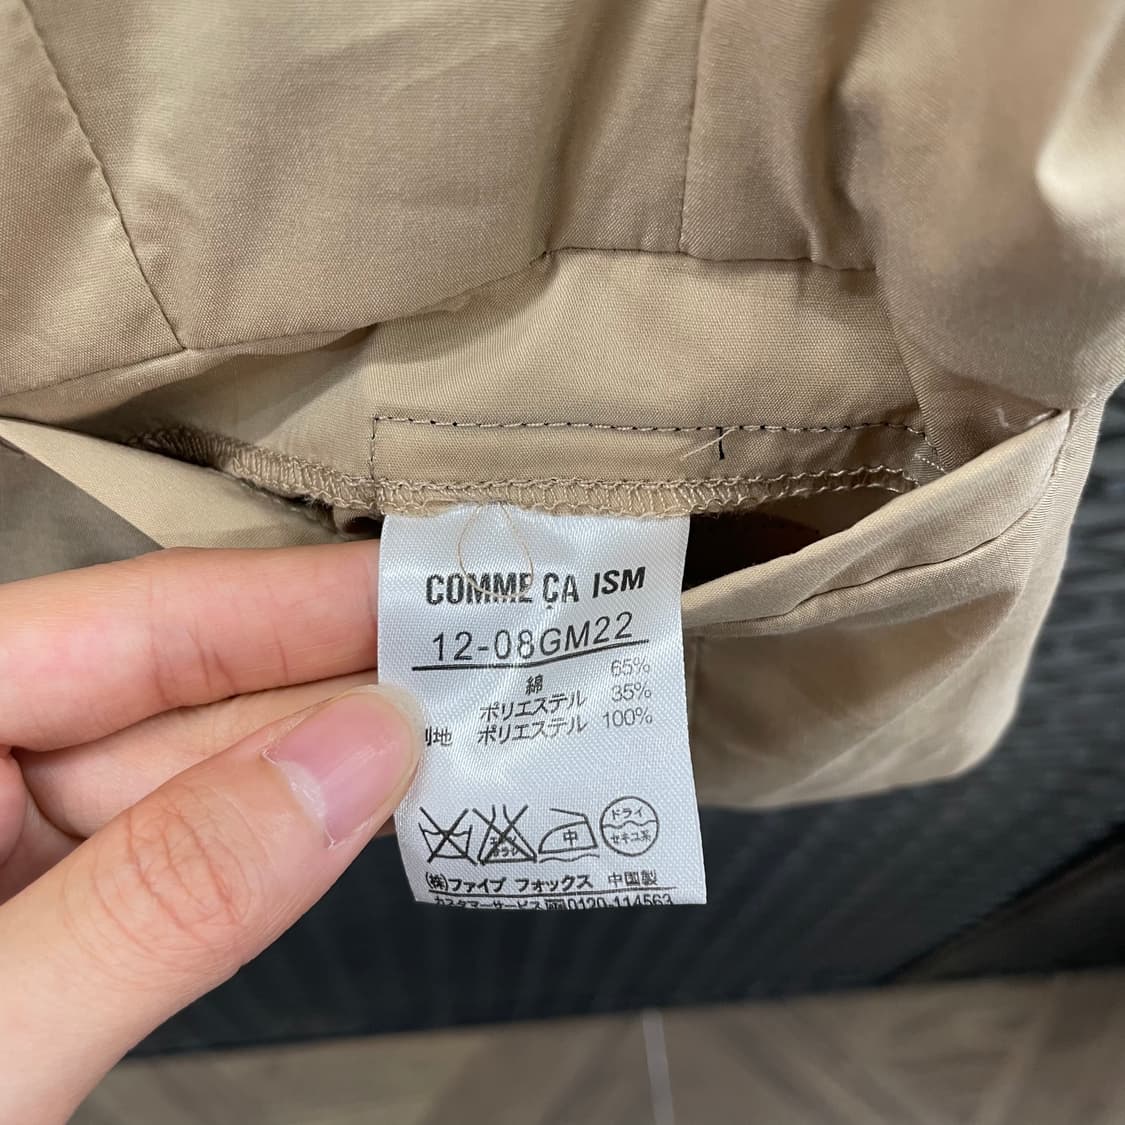 COMME ÇA ISM
12-08GM22
綿 65%
ポリエステル 35%
別地 ポリエステル 100%
中
ドライ
セキユ系
(株)ファイブ フォックス 中国製
カスタマーサービス 0120-114563